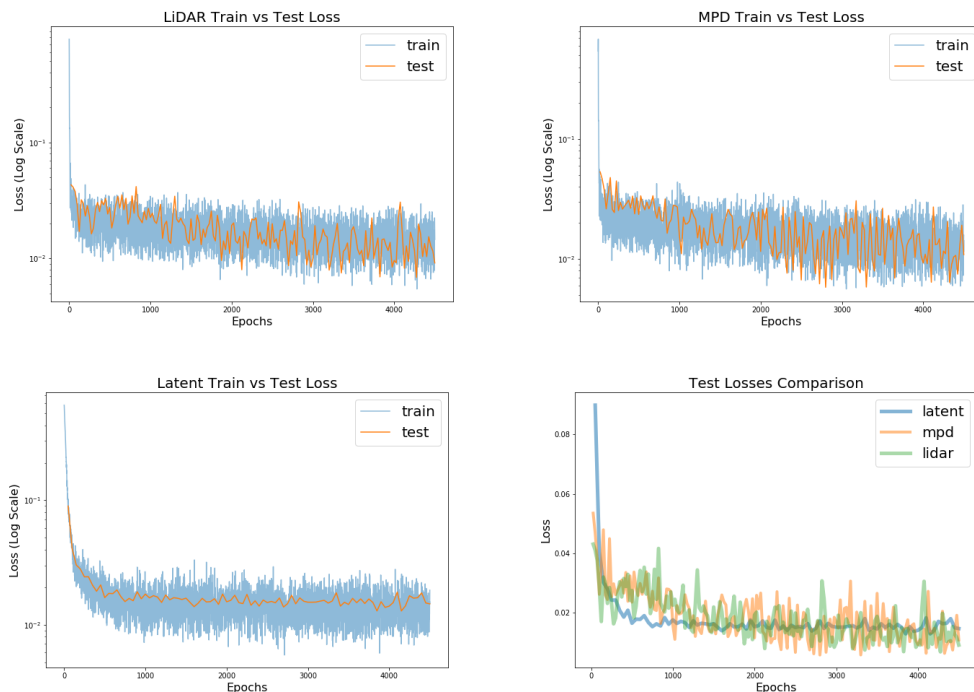 LiDAR Train vs Test Loss
train
test
Loss (Log Scale)
10⁻¹
10⁻²
0
1000
2000
3000
4000
Epochs
MPD Train vs Test Loss
train
test
Loss (Log Scale)
10⁻¹
10⁻²
0
1000
2000
3000
4000
Epochs
Latent Train vs Test Loss
train
test
Loss (Log Scale)
10⁻¹
10⁻²
0
1000
2000
3000
4000
Epochs
Test Losses Comparison
latent
mpd
lidar
Loss
0.08
0.06
0.04
0.02
0
1000
2000
3000
4000
Epochs